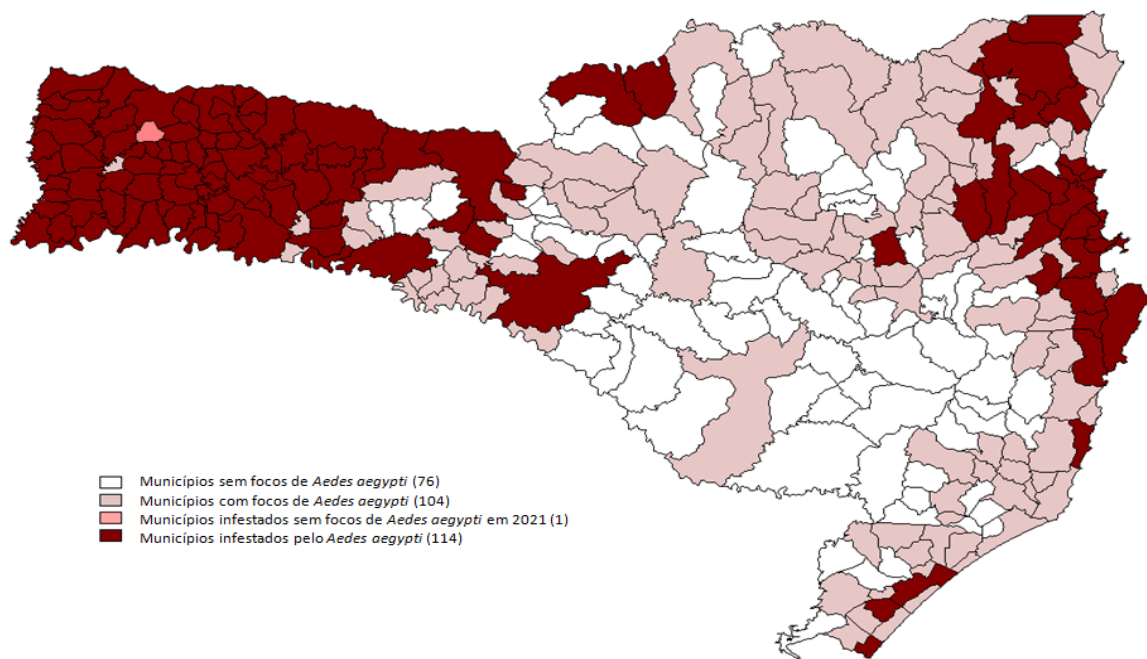 Municípios sem focos de Aedes aegypti (76)
Municípios com focos de Aedes aegypti (104)
Municípios infestados sem focos de Aedes aegypti em 2021 (1)
Municípios infestados pelo Aedes aegypti (114)